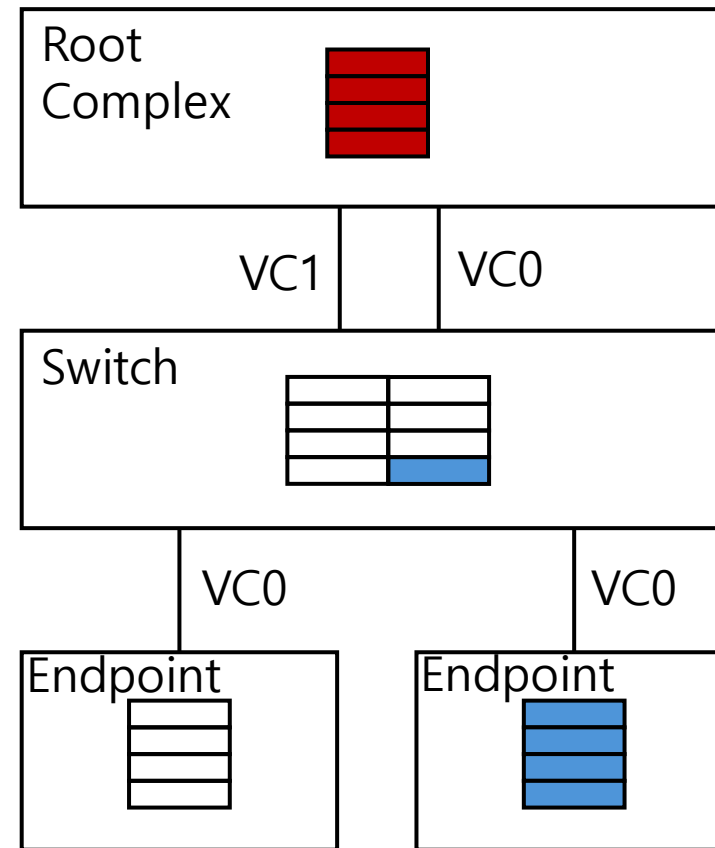 Root
Complex
VC1
VC0
Switch
VC0
VC0
Endpoint
Endpoint